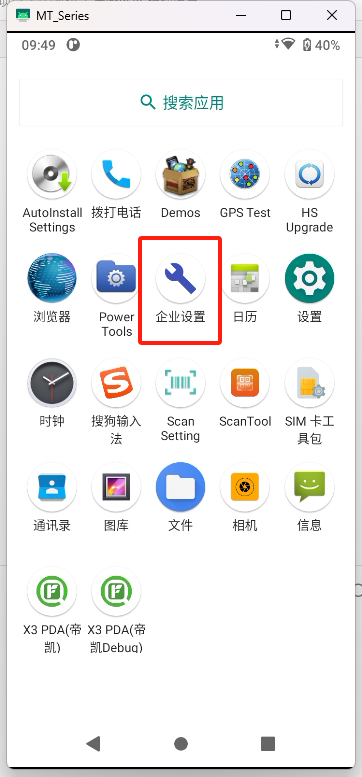 MT_Series
09:49
40%
搜索应用
AutoInstall Settings
拨打电话
Demos
GPS Test
HS Upgrade
浏览器
Power Tools
企业设置
日历
设置
时钟
搜狗输入法
Scan Setting
ScanTool
SIM 卡工具包
通讯录
图库
文件
相机
信息
X3 PDA(帝凯)
X3 PDA(帝凯Debug)